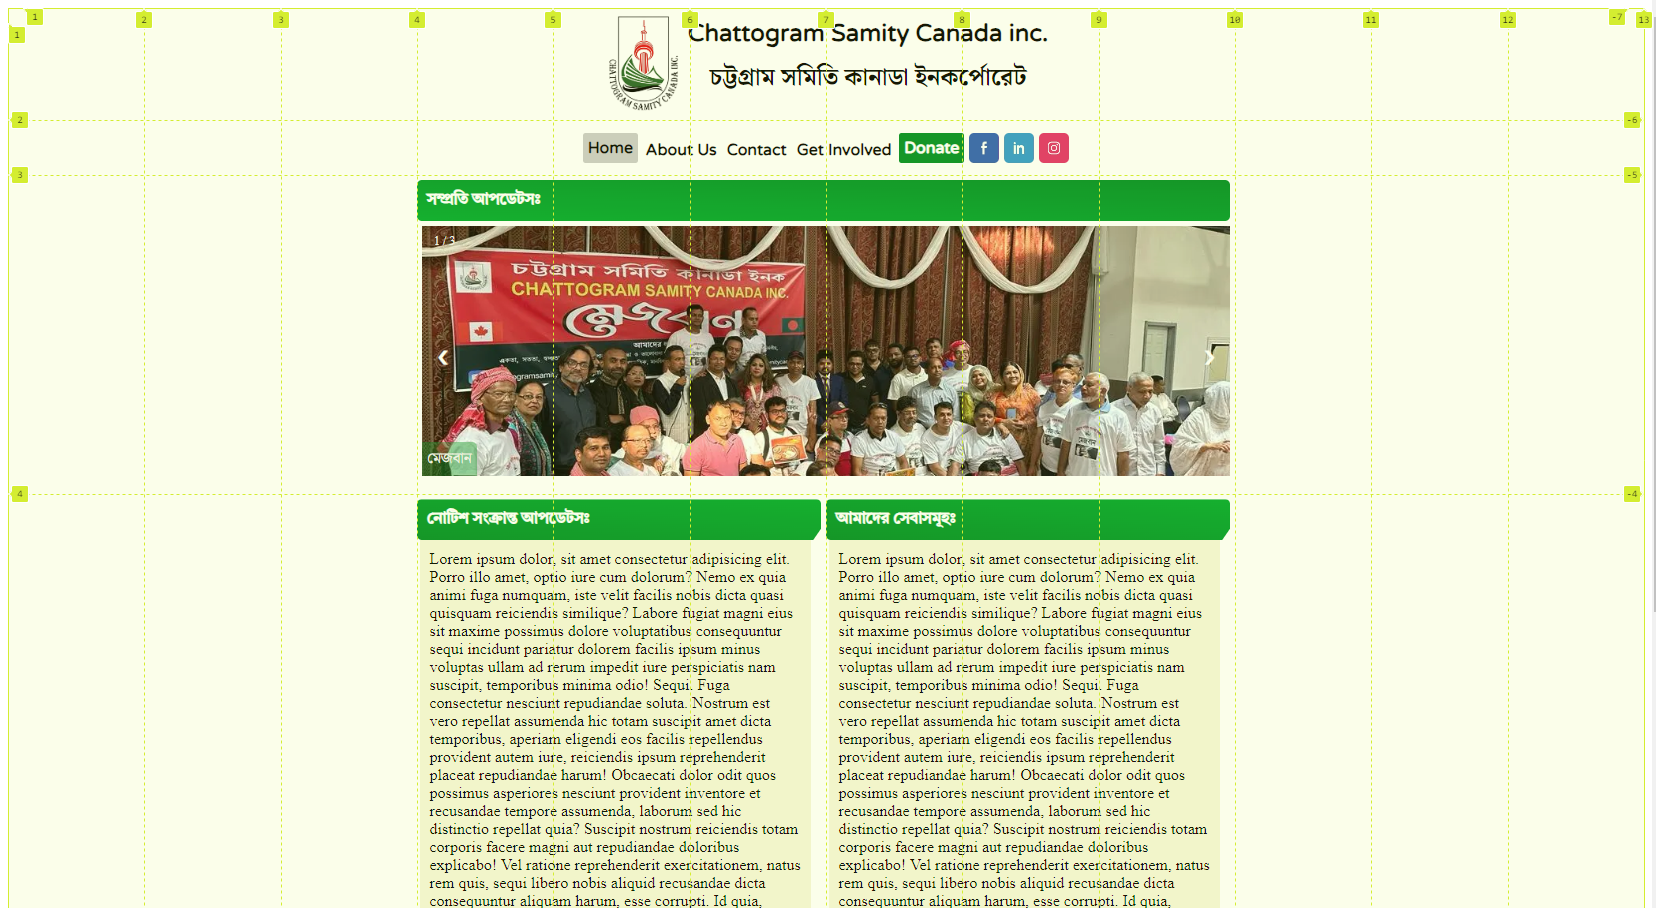 1 2 3 4 5 6 7 8 9 10 11 12 -7 13
1
CHATTOGRAM SAMITY CANADA INC.
Chattogram Samity Canada inc.
চট্টগ্রাম সমিতি কানাডা ইনকর্পোরেট
2 -6
Home About Us Contact Get Involved Donate f in
3 -5
সম্প্রতি আপডেটসঃ
1 / 3
চট্টগ্রাম সমিতি কানাডা ইনক
CHATTOGRAM SAMITY CANADA INC.
মেজবান
❮ ❯
মেজবান
4 -4
নোটিশ সংক্রান্ত আপডেটসঃ
Lorem ipsum dolor, sit amet consectetur adipisicing elit.
Porro illo amet, optio iure cum dolorum? Nemo ex quia
animi fuga numquam, iste velit facilis nobis dicta quasi
quisquam reiciendis similique? Labore fugiat magni eius
sit maxime possimus dolore voluptatibus consequuntur
sequi incidunt pariatur dolorem facilis ipsum minus
voluptas ullam ad rerum impedit iure perspiciatis nam
suscipit, temporibus minima odio! Sequi. Fuga
consectetur nesciunt repudiandae soluta. Nostrum est
vero repellat assumenda hic totam suscipit amet dicta
temporibus, aperiam eligendi eos facilis repellendus
provident autem iure, reiciendis ipsum reprehenderit
placeat repudiandae harum! Obcaecati dolor odit quos
possimus asperiores nesciunt provident inventore et
recusandae tempore assumenda, laborum sed hic
distinctio repellat quia? Suscipit nostrum reiciendis totam
corporis facere magni aut repudiandae doloribus
explicabo! Vel ratione reprehenderit exercitationem, natus
rem quis, sequi libero nobis aliquid recusandae dicta
consequuntur aliquam harum, esse corrupti. Id quia,
আমাদের সেবাসমূহঃ
Lorem ipsum dolor, sit amet consectetur adipisicing elit.
Porro illo amet, optio iure cum dolorum? Nemo ex quia
animi fuga numquam, iste velit facilis nobis dicta quasi
quisquam reiciendis similique? Labore fugiat magni eius
sit maxime possimus dolore voluptatibus consequuntur
sequi incidunt pariatur dolorem facilis ipsum minus
voluptas ullam ad rerum impedit iure perspiciatis nam
suscipit, temporibus minima odio! Sequi. Fuga
consectetur nesciunt repudiandae soluta. Nostrum est
vero repellat assumenda hic totam suscipit amet dicta
temporibus, aperiam eligendi eos facilis repellendus
provident autem iure, reiciendis ipsum reprehenderit
placeat repudiandae harum! Obcaecati dolor odit quos
possimus asperiores nesciunt provident inventore et
recusandae tempore assumenda, laborum sed hic
distinctio repellat quia? Suscipit nostrum reiciendis totam
corporis facere magni aut repudiandae doloribus
explicabo! Vel ratione reprehenderit exercitationem, natus
rem quis, sequi libero nobis aliquid recusandae dicta
consequuntur aliquam harum, esse corrupti. Id quia,